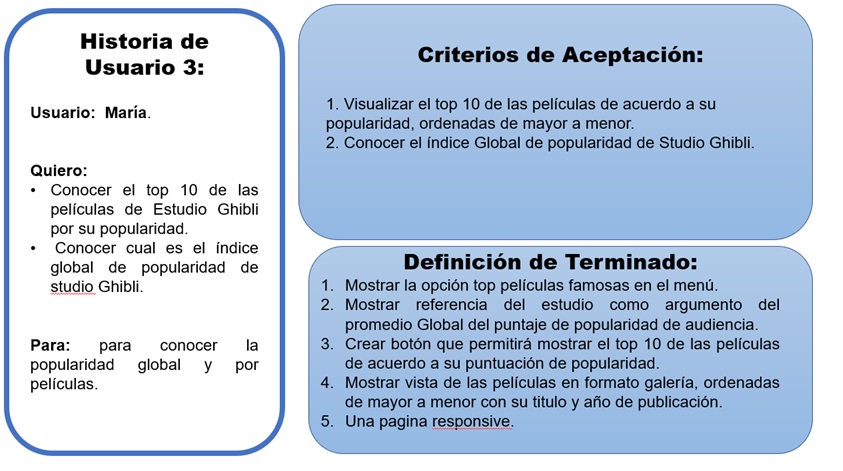 Historia de
Usuario 3:
Usuario: María.
Quiero:
• Conocer el top 10 de las
películas de Estudio Ghibli
por su popularidad.
• Conocer cual es el índice
global de popularidad de
studio Ghibli.
Para: para conocer la
popularidad global y por
películas.
Criterios de Aceptación:
1. Visualizar el top 10 de las películas de acuerdo a su
popularidad, ordenadas de mayor a menor.
2. Conocer el índice Global de popularidad de Studio Ghibli.
Definición de Terminado:
1. Mostrar la opción top películas famosas en el menú.
2. Mostrar referencia del estudio como argumento del
promedio Global del puntaje de popularidad de audiencia.
3. Crear botón que permitirá mostrar el top 10 de las películas
de acuerdo a su puntuación de popularidad.
4. Mostrar vista de las películas en formato galería, ordenadas
de mayor a menor con su titulo y año de publicación.
5. Una pagina responsive.